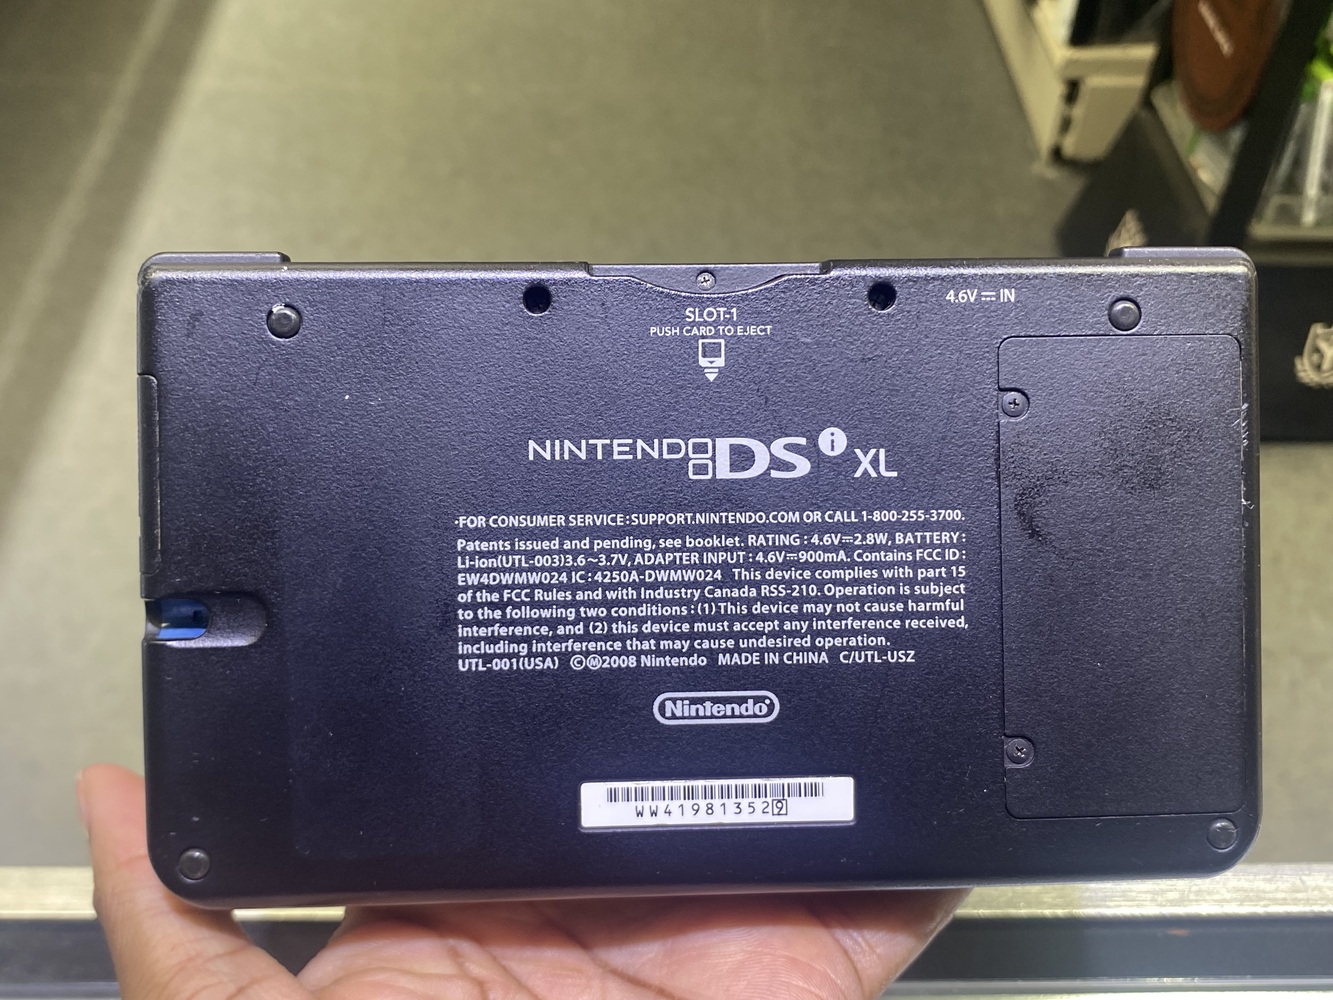 4.6V⎓IN
SLOT-1
PUSH CARD TO EJECT
NINTENDO DSi XL
·FOR CONSUMER SERVICE:SUPPORT.NINTENDO.COM OR CALL 1-800-255-3700.
Patents issued and pending, see booklet. RATING : 4.6V⎓2.8W, BATTERY:
Li-ion(UTL-003)3.6~3.7V, ADAPTER INPUT : 4.6V⎓900mA. Contains FCC ID :
EW4DWMW024 IC : 4250A-DWMW024 This device complies with part 15
of the FCC Rules and with Industry Canada RSS-210. Operation is subject
to the following two conditions : (1) This device may not cause harmful
interference, and (2) this device must accept any interference received,
including interference that may cause undesired operation.
UTL-001(USA) ©Ⓜ2008 Nintendo MADE IN CHINA C/UTL-USZ
Nintendo®
WW419813529